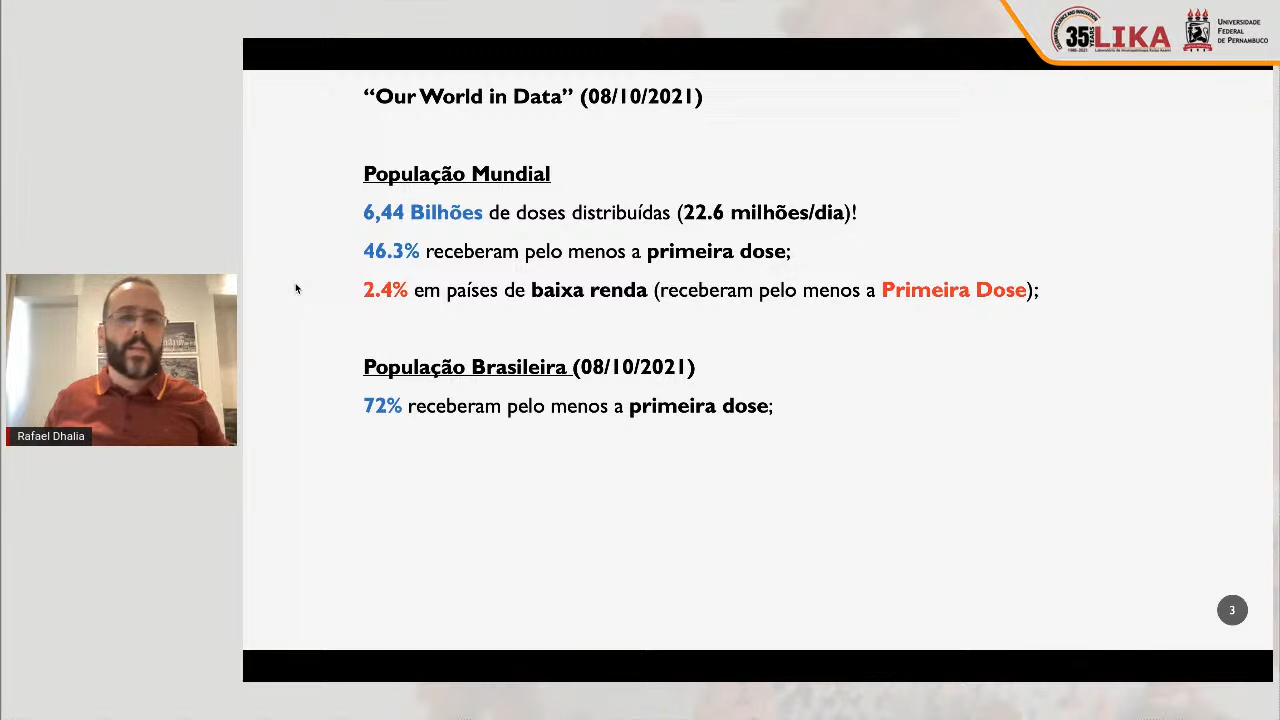 35 LIKA
UNIVERSIDADE
FEDERAL
DE PERNAMBUCO
“Our World in Data” (08/10/2021)
População Mundial
6,44 Bilhões de doses distribuídas (22.6 milhões/dia)!
46.3% receberam pelo menos a primeira dose;
2.4% em países de baixa renda (receberam pelo menos a Primeira Dose);
População Brasileira (08/10/2021)
72% receberam pelo menos a primeira dose;
Rafael Dhalia
3